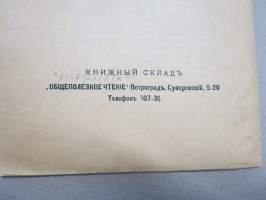 КНИЖНЫЙ СКЛАДЪ
„ОБЩЕПОЛЕЗНОЕ ЧТЕНІЕ" Петроградъ, Суворовскій, 5-20
Телефонъ 107-31.